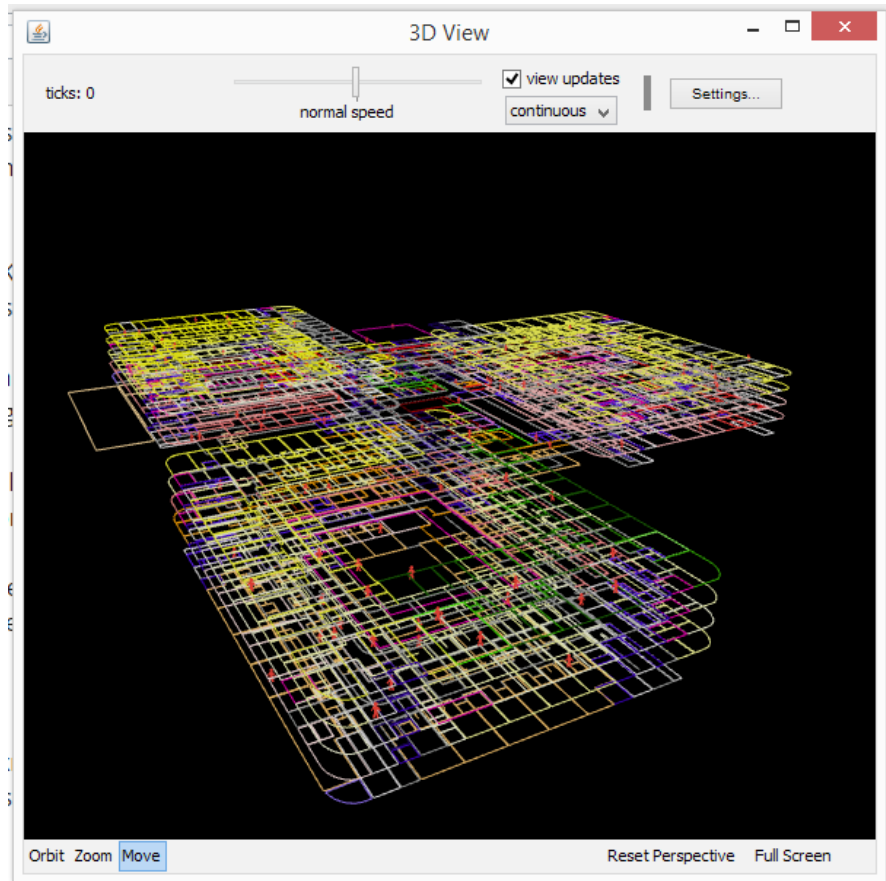 3D View
ticks: 0
normal speed
view updates
continuous
Settings...
Orbit Zoom Move
Reset Perspective Full Screen